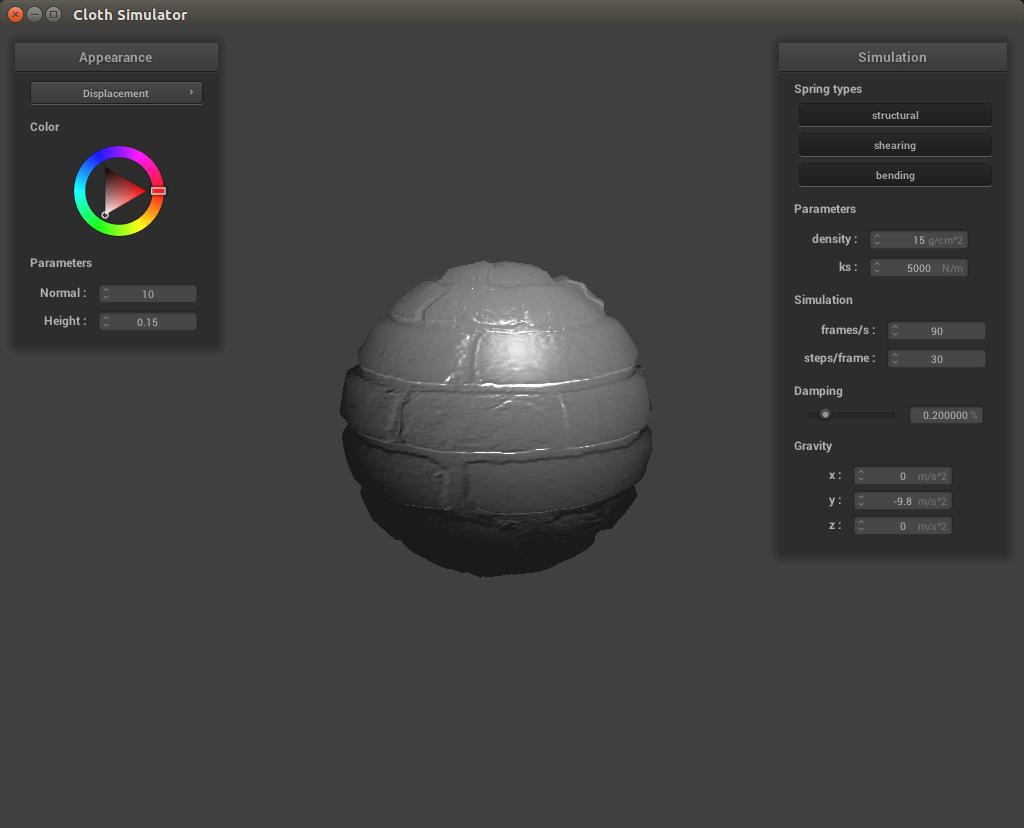 Cloth Simulator
Appearance
Displacement
Color
Parameters
Normal : 10
Height : 0.15
Simulation
Spring types
structural
shearing
bending
Parameters
density : 15 g/cm^2
ks : 5000 N/m
Simulation
frames/s : 90
steps/frame : 30
Damping
0.200000 %
Gravity
x : 0 m/s^2
y : -9.8 m/s^2
z : 0 m/s^2